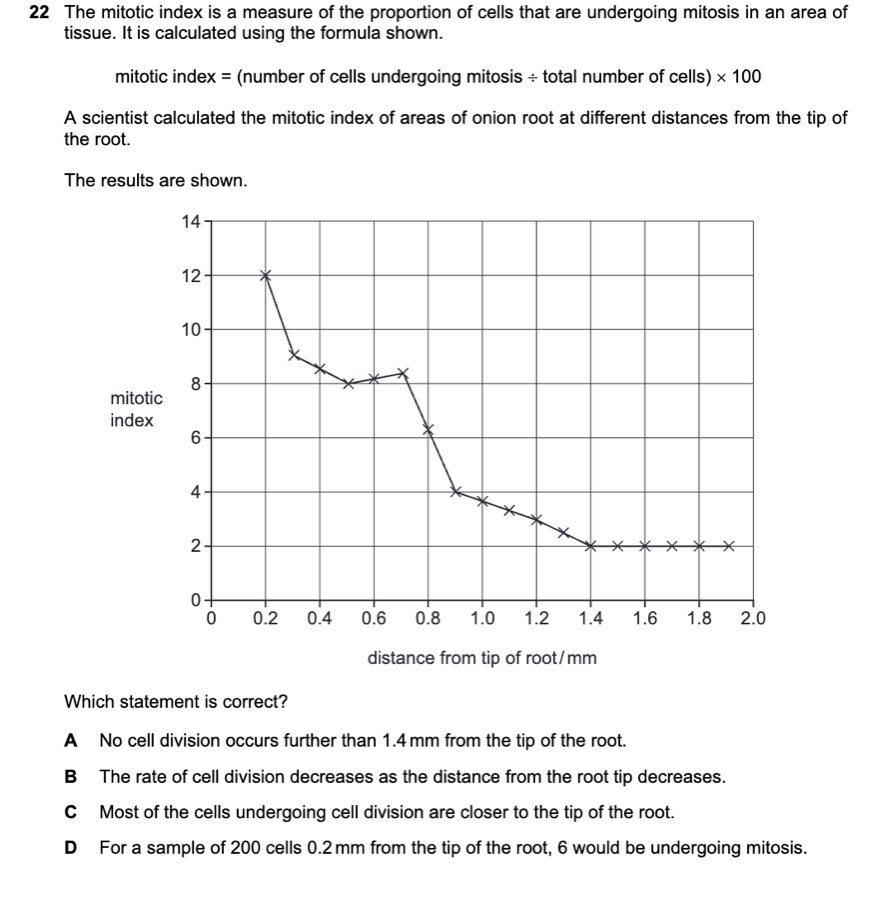 22 The mitotic index is a measure of the proportion of cells that are undergoing mitosis in an area of
tissue. It is calculated using the formula shown.
mitotic index = (number of cells undergoing mitosis ÷ total number of cells) × 100
A scientist calculated the mitotic index of areas of onion root at different distances from the tip of
the root.
The results are shown.
14
12
10
8
mitotic
index
6
4
2
0
0 0.2 0.4 0.6 0.8 1.0 1.2 1.4 1.6 1.8 2.0
distance from tip of root/mm
Which statement is correct?
A No cell division occurs further than 1.4 mm from the tip of the root.
B The rate of cell division decreases as the distance from the root tip decreases.
C Most of the cells undergoing cell division are closer to the tip of the root.
D For a sample of 200 cells 0.2 mm from the tip of the root, 6 would be undergoing mitosis.